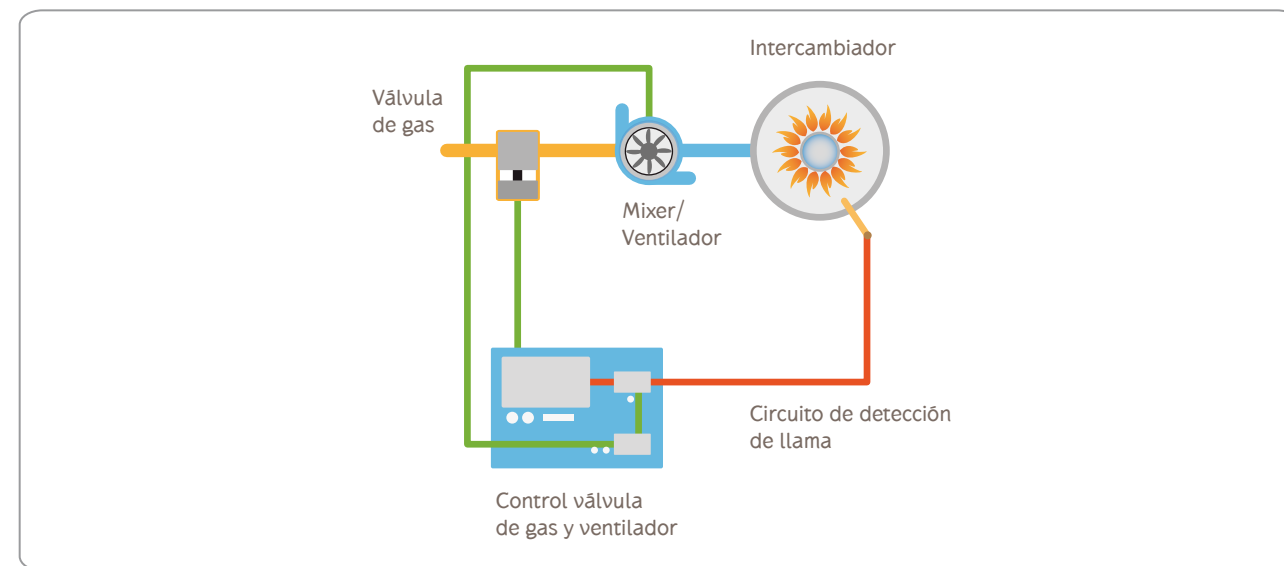 Intercambiador
Válvula
de gas
Mixer/
Ventilador
Circuito de detección
de llama
Control válvula
de gas y ventilador